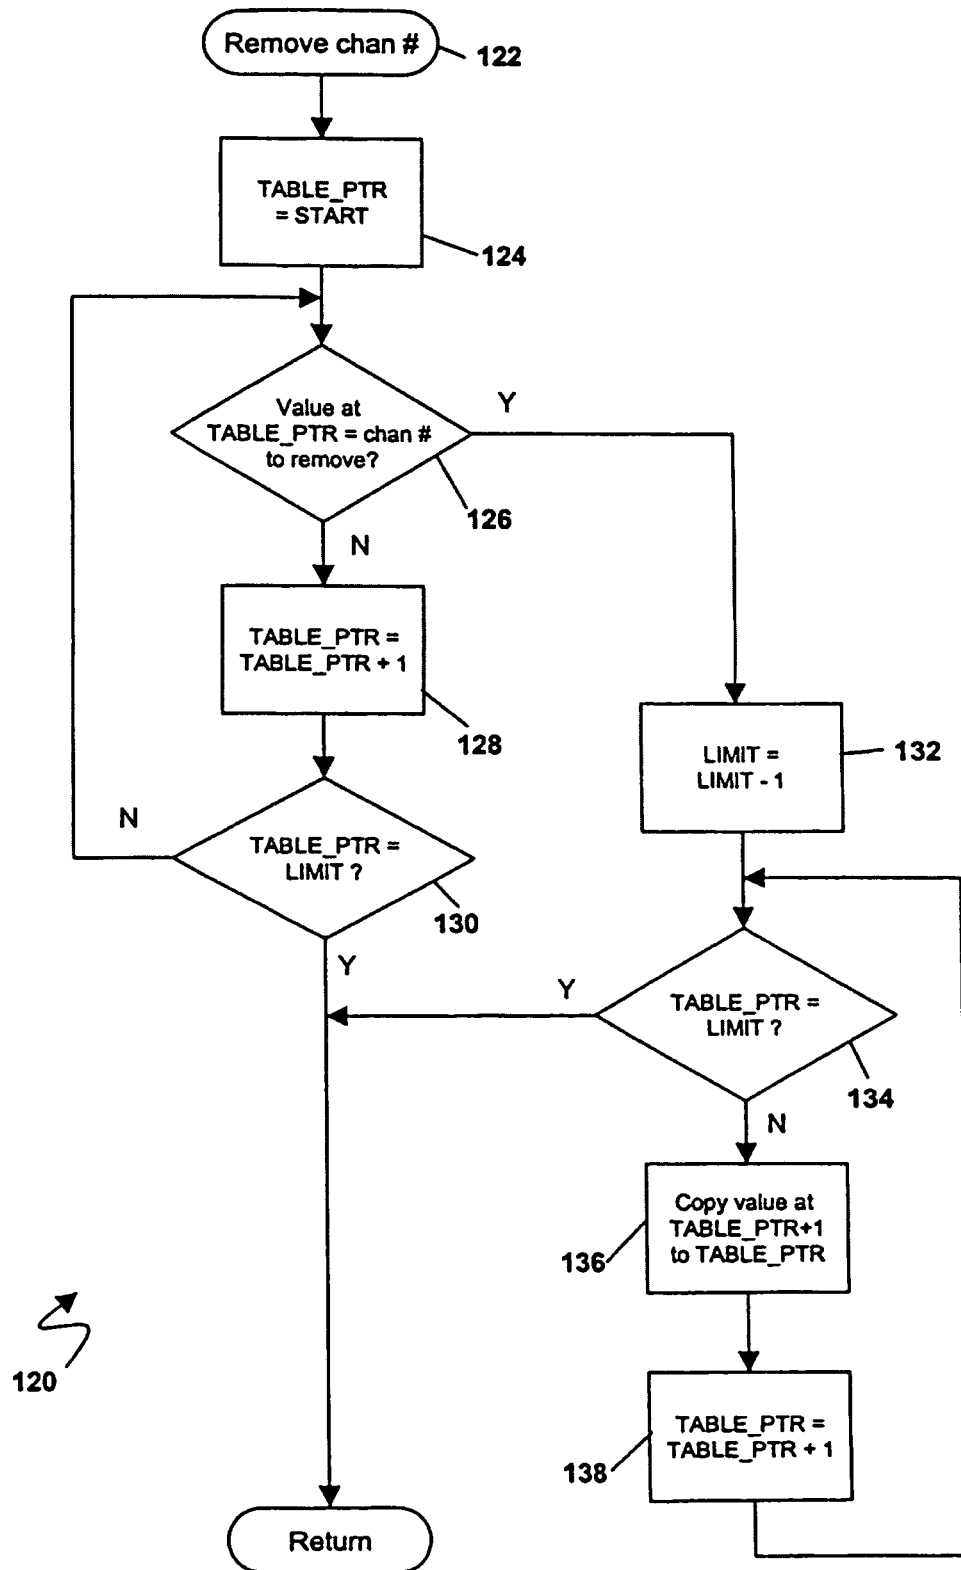 Remove chan #
122
TABLE_PTR
= START
124
Value at
TABLE_PTR = chan #
to remove?
Y
126
N
TABLE_PTR =
TABLE_PTR + 1
128
LIMIT =
LIMIT - 1
132
N
TABLE_PTR =
LIMIT ?
130
Y
Y
TABLE_PTR =
LIMIT ?
134
N
Copy value at
TABLE_PTR+1
to TABLE_PTR
136
120
TABLE_PTR =
TABLE_PTR + 1
138
Return